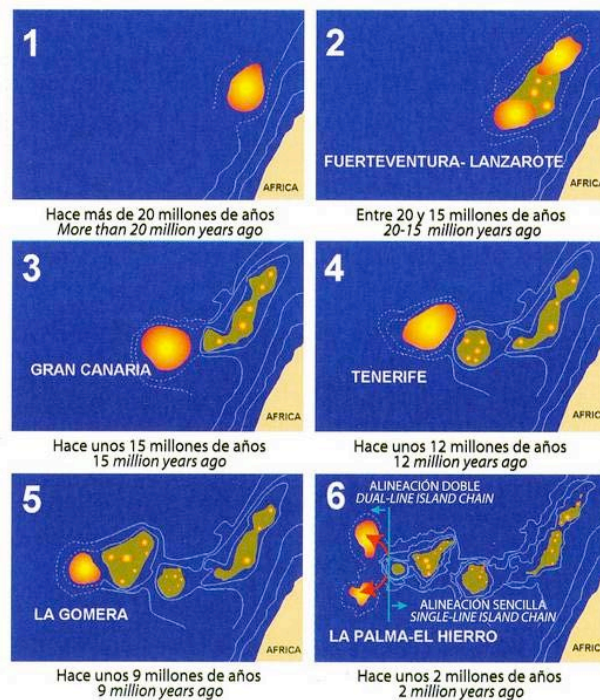 1
AFRICA
Hace más de 20 millones de años
More than 20 million years ago
2
FUERTEVENTURA- LANZAROTE
AFRICA
Entre 20 y 15 millones de años
20-15 million years ago
3
GRAN CANARIA
AFRICA
Hace unos 15 millones de años
15 million years ago
4
TENERIFE
AFRICA
Hace unos 12 millones de años
12 million years ago
5
LA GOMERA
AFRICA
Hace unos 9 millones de años
9 million years ago
6
ALINEACIÓN DOBLE
DUAL-LINE ISLAND CHAIN
ALINEACIÓN SENCILLA
SINGLE-LINE ISLAND CHAIN
LA PALMA-EL HIERRO
AFRICA
Hace unos 2 millones de años
2 million years ago